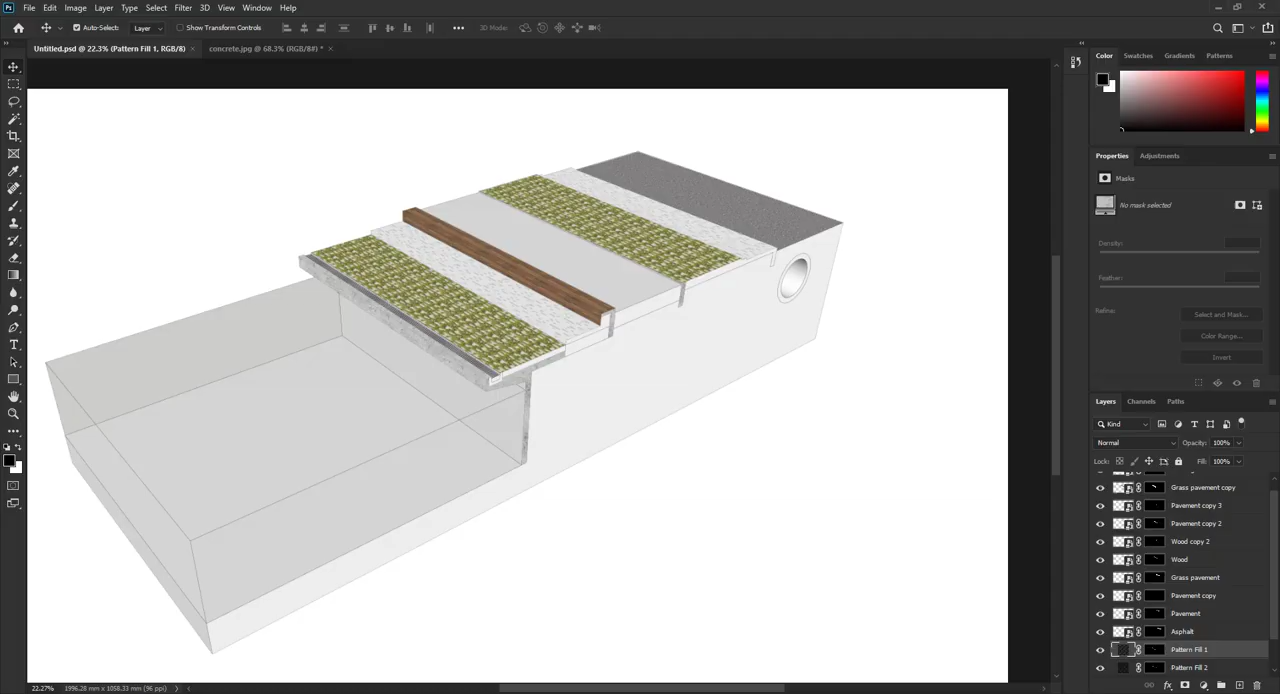 Ps File Edit Image Layer Type Select Filter 3D View Window Help
Auto-Select: Layer Show Transform Controls 3D Mode:
Untitled.psd @ 22.3% (Pattern Fill 1, RGB/8) × concrete.jpg @ 68.3% (RGB/8#) * ×
Color Swatches Gradients Patterns
Properties Adjustments
Masks
No mask selected
Density:
Feather:
Refine: Select and Mask...
Color Range...
Invert
Layers Channels Paths
Kind
Normal Opacity: 100%
Lock: Fill: 100%
Grass pavement copy
Pavement copy 3
Pavement copy 2
Wood copy 2
Wood
Grass pavement
Pavement copy
Pavement
Asphalt
Pattern Fill 1
Pattern Fill 2
22.27% 1996.28 mm x 1058.33 mm (96 ppi)